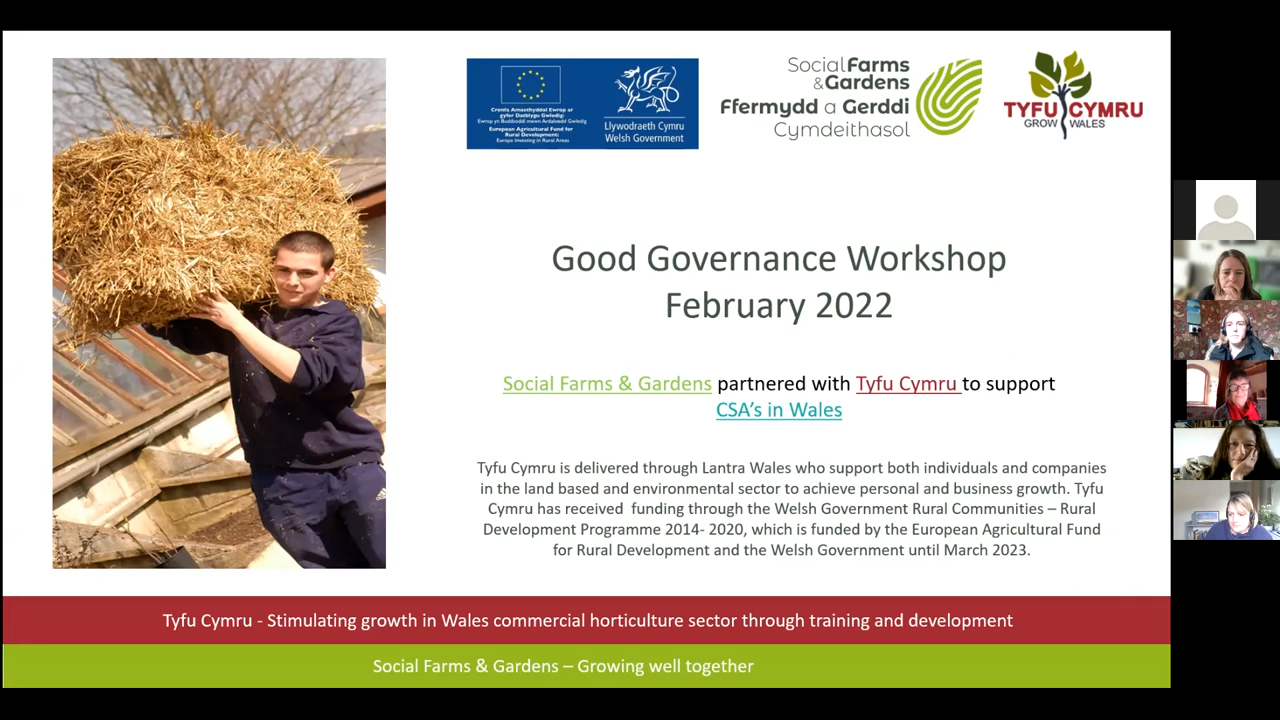 Cronfa Amaethyddol Ewrop ar
gyfer Datblygu Gwledig:
Ewrop yn Buddsoddi mewn Ardaloedd Gwledig
European Agricultural Fund for
Rural Development:
Europe Investing in Rural Areas
Llywodraeth Cymru
Welsh Government
Social Farms
& Gardens
Ffermydd a Gerddi
Cymdeithasol
TYFU CYMRU
GROW WALES
Good Governance Workshop
February 2022
Social Farms & Gardens partnered with Tyfu Cymru to support
CSA's in Wales
Tyfu Cymru is delivered through Lantra Wales who support both individuals and companies
in the land based and environmental sector to achieve personal and business growth. Tyfu
Cymru has received funding through the Welsh Government Rural Communities – Rural
Development Programme 2014- 2020, which is funded by the European Agricultural Fund
for Rural Development and the Welsh Government until March 2023.
Tyfu Cymru - Stimulating growth in Wales commercial horticulture sector through training and development
Social Farms & Gardens – Growing well together